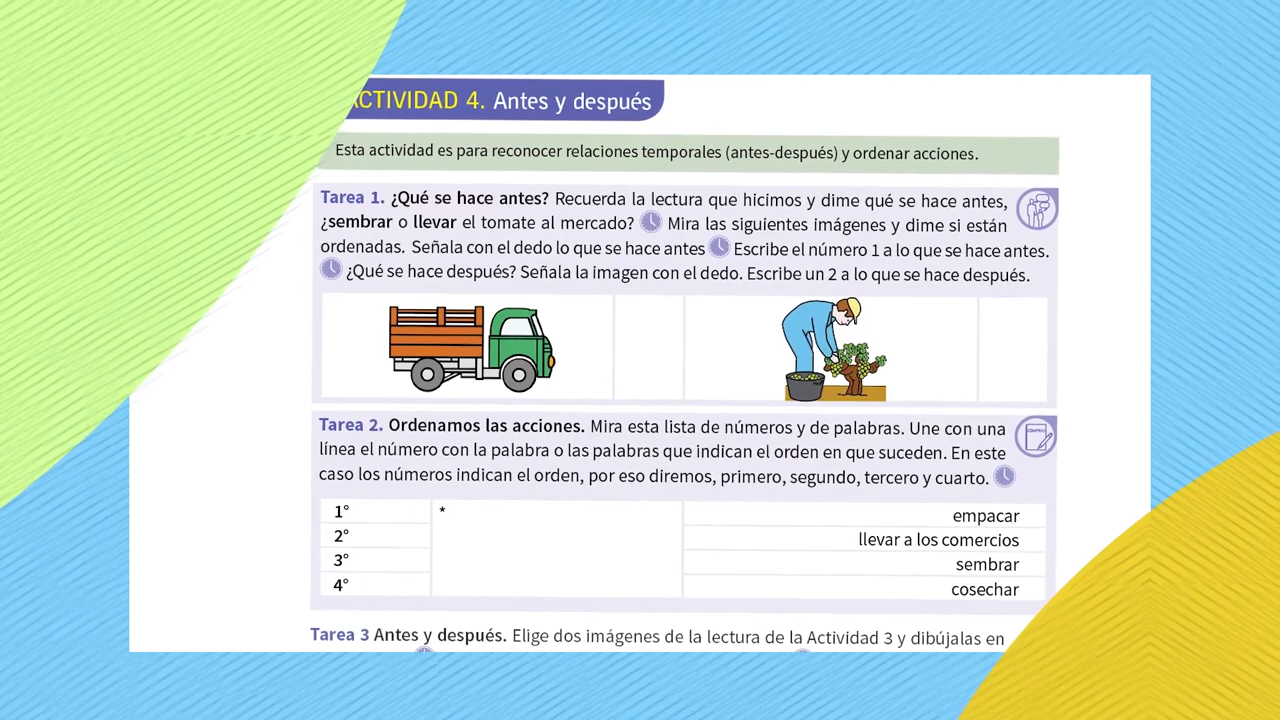 ACTIVIDAD 4. Antes y después
Esta actividad es para reconocer relaciones temporales (antes-después) y ordenar acciones.
Tarea 1. ¿Qué se hace antes? Recuerda la lectura que hicimos y dime qué se hace antes,
¿sembrar o llevar el tomate al mercado? Mira las siguientes imágenes y dime si están
ordenadas. Señala con el dedo lo que se hace antes Escribe el número 1 a lo que se hace antes.
¿Qué se hace después? Señala la imagen con el dedo. Escribe un 2 a lo que se hace después.
Tarea 2. Ordenamos las acciones. Mira esta lista de números y de palabras. Une con una
línea el número con la palabra o las palabras que indican el orden en que suceden. En este
caso los números indican el orden, por eso diremos, primero, segundo, tercero y cuarto.
1° * empacar
2° llevar a los comercios
3° sembrar
4° cosechar
Tarea 3 Antes y después. Elige dos imágenes de la lectura de la Actividad 3 y dibújalas en